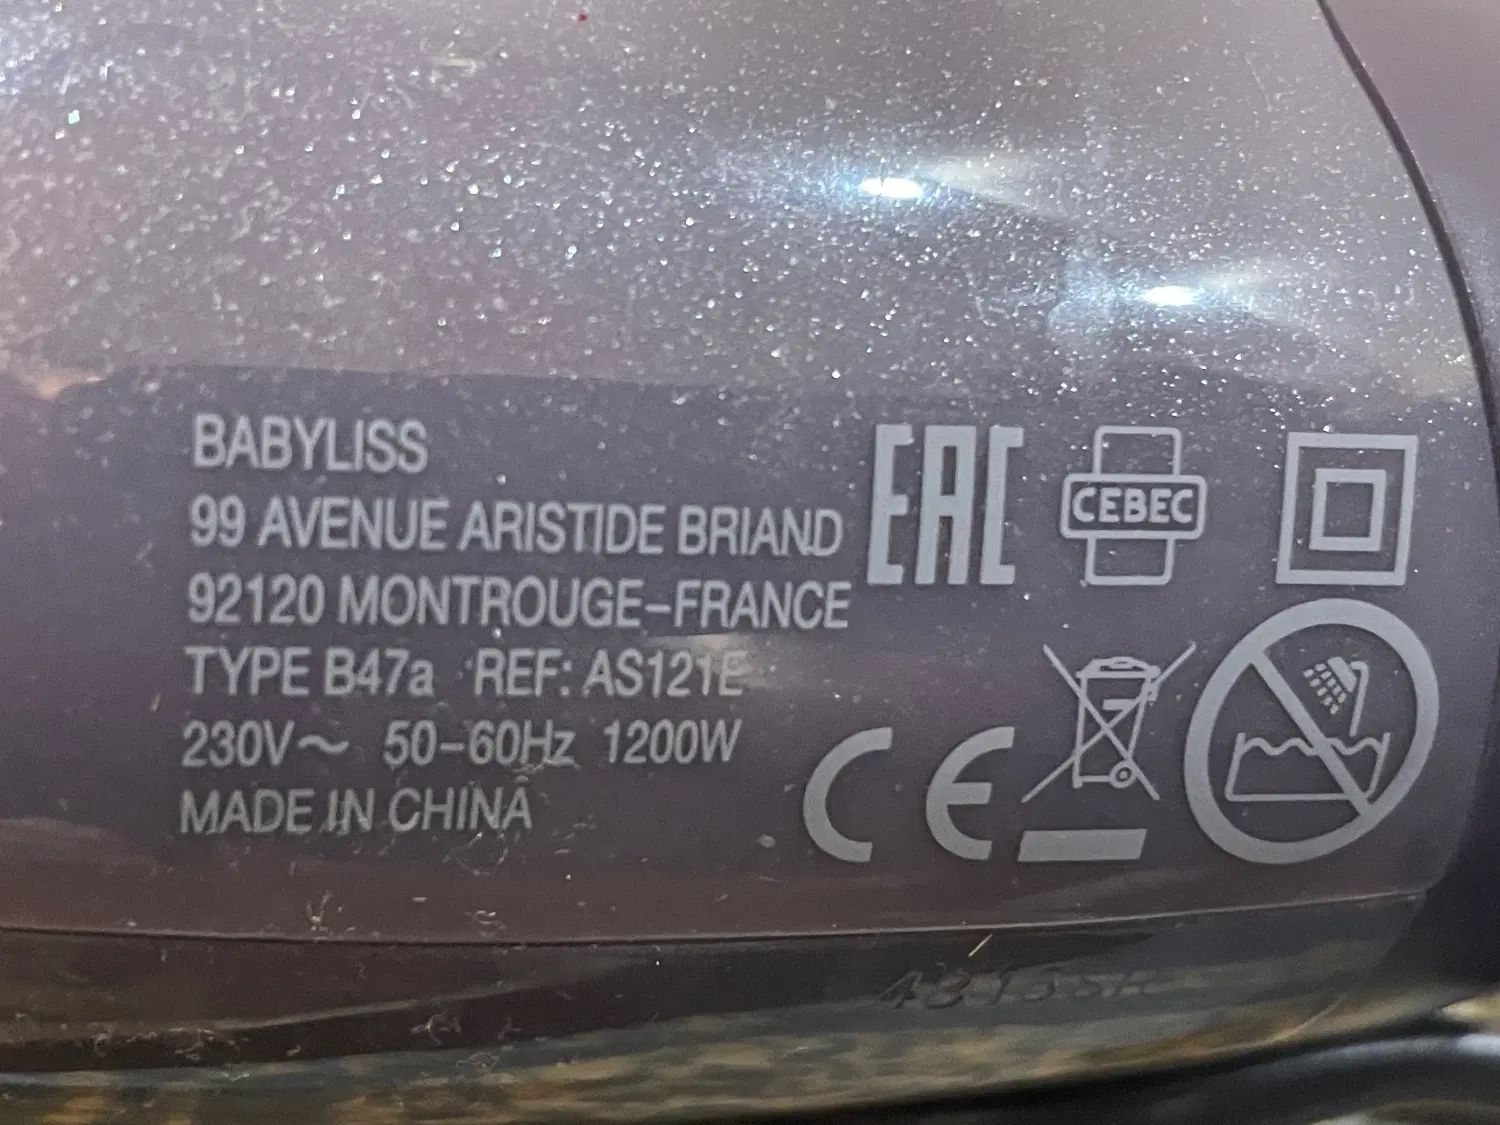 BABYLISS
99 AVENUE ARISTIDE BRIAND
92120 MONTROUGE-FRANCE
TYPE B47a REF: AS121E
230V~ 50-60Hz 1200W
MADE IN CHINA
EAC
CEBEC
CE